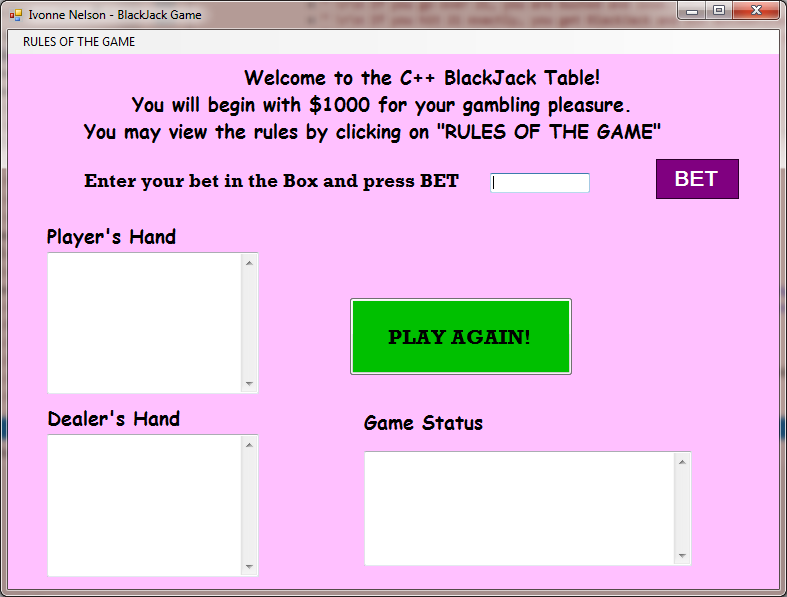 Ivonne Nelson - BlackJack Game
RULES OF THE GAME
Welcome to the C++ BlackJack Table!
You will begin with $1000 for your gambling pleasure.
You may view the rules by clicking on "RULES OF THE GAME"
Enter your bet in the Box and press BET
BET
Player's Hand
PLAY AGAIN!
Dealer's Hand
Game Status